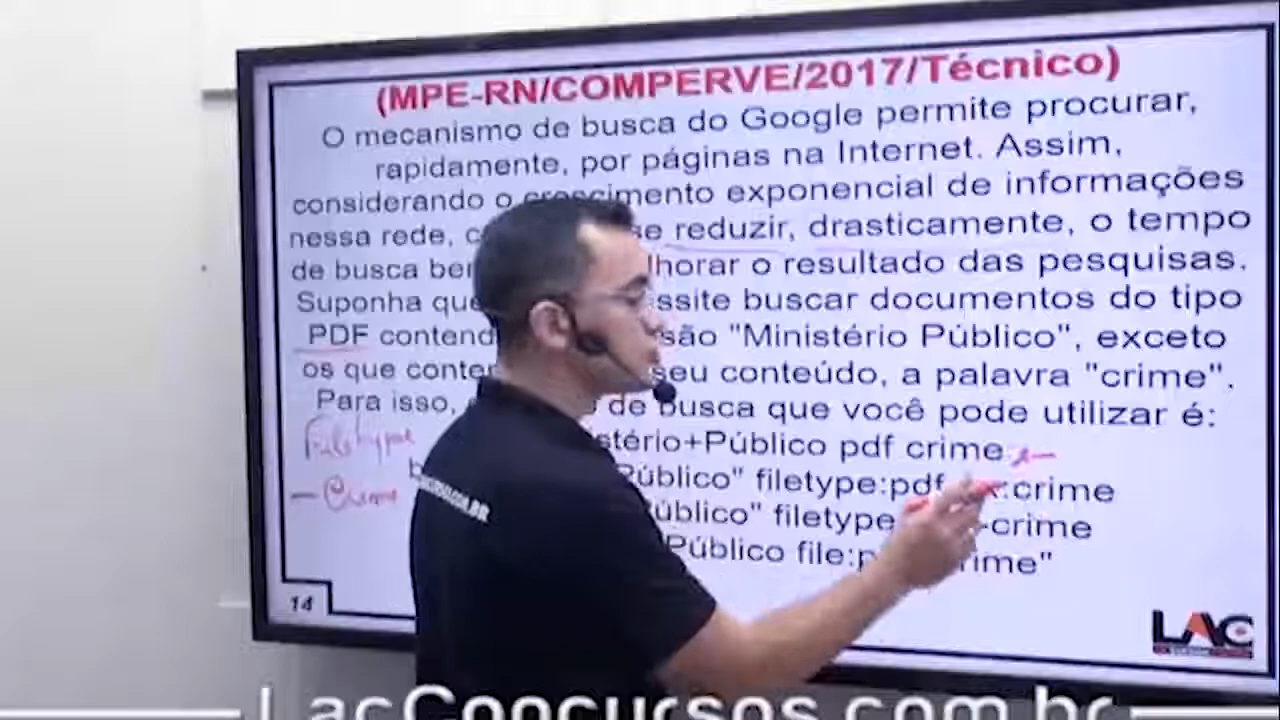 (MPE-RN/COMPERVE/2017/Técnico)
O mecanismo de busca do Google permite procurar,
rapidamente, por páginas na Internet. Assim,
considerando o crescimento exponencial de informações
nessa rede, se reduzir, drasticamente, o tempo
de busca lhorar o resultado das pesquisas.
Suponha que ssite buscar documentos do tipo
PDF contend são "Ministério Público", exceto
os que conte seu conteúdo, a palavra "crime".
Para isso, de busca que você pode utilizar é:
Filetype
stério+Público pdf crime
Público" filetype:pdf :crime
- Crime
úblico" filetype -crime
Público file:p rime"
14
LAC
LacConcursos.com.br